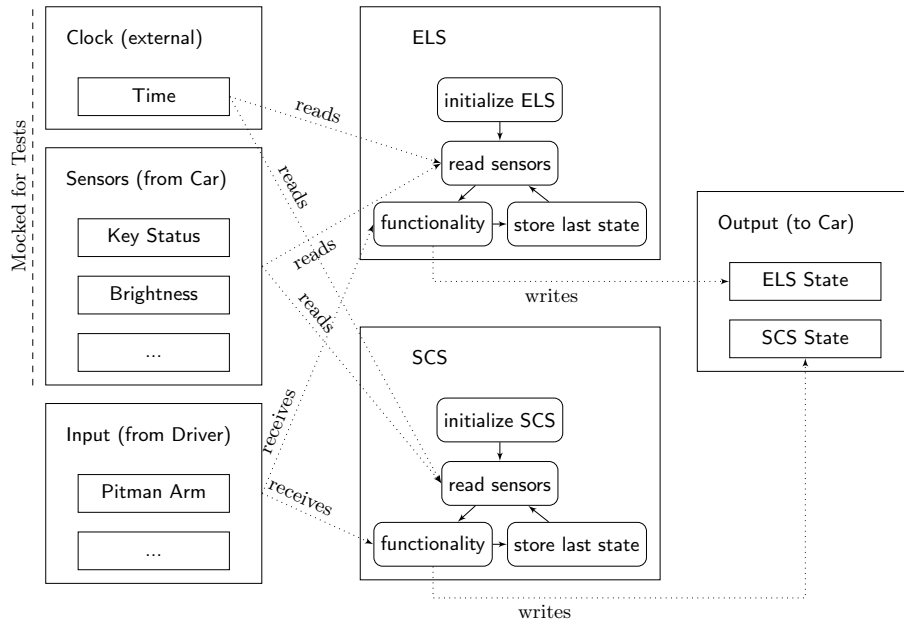 Mocked for Tests
Clock (external)
Time
Sensors (from Car)
Key Status
Brightness
...
Input (from Driver)
Pitman Arm
...
reads
reads
reads
reads
receives
receives
ELS
initialize ELS
read sensors
functionality
store last state
writes
SCS
initialize SCS
read sensors
functionality
store last state
writes
Output (to Car)
ELS State
SCS State